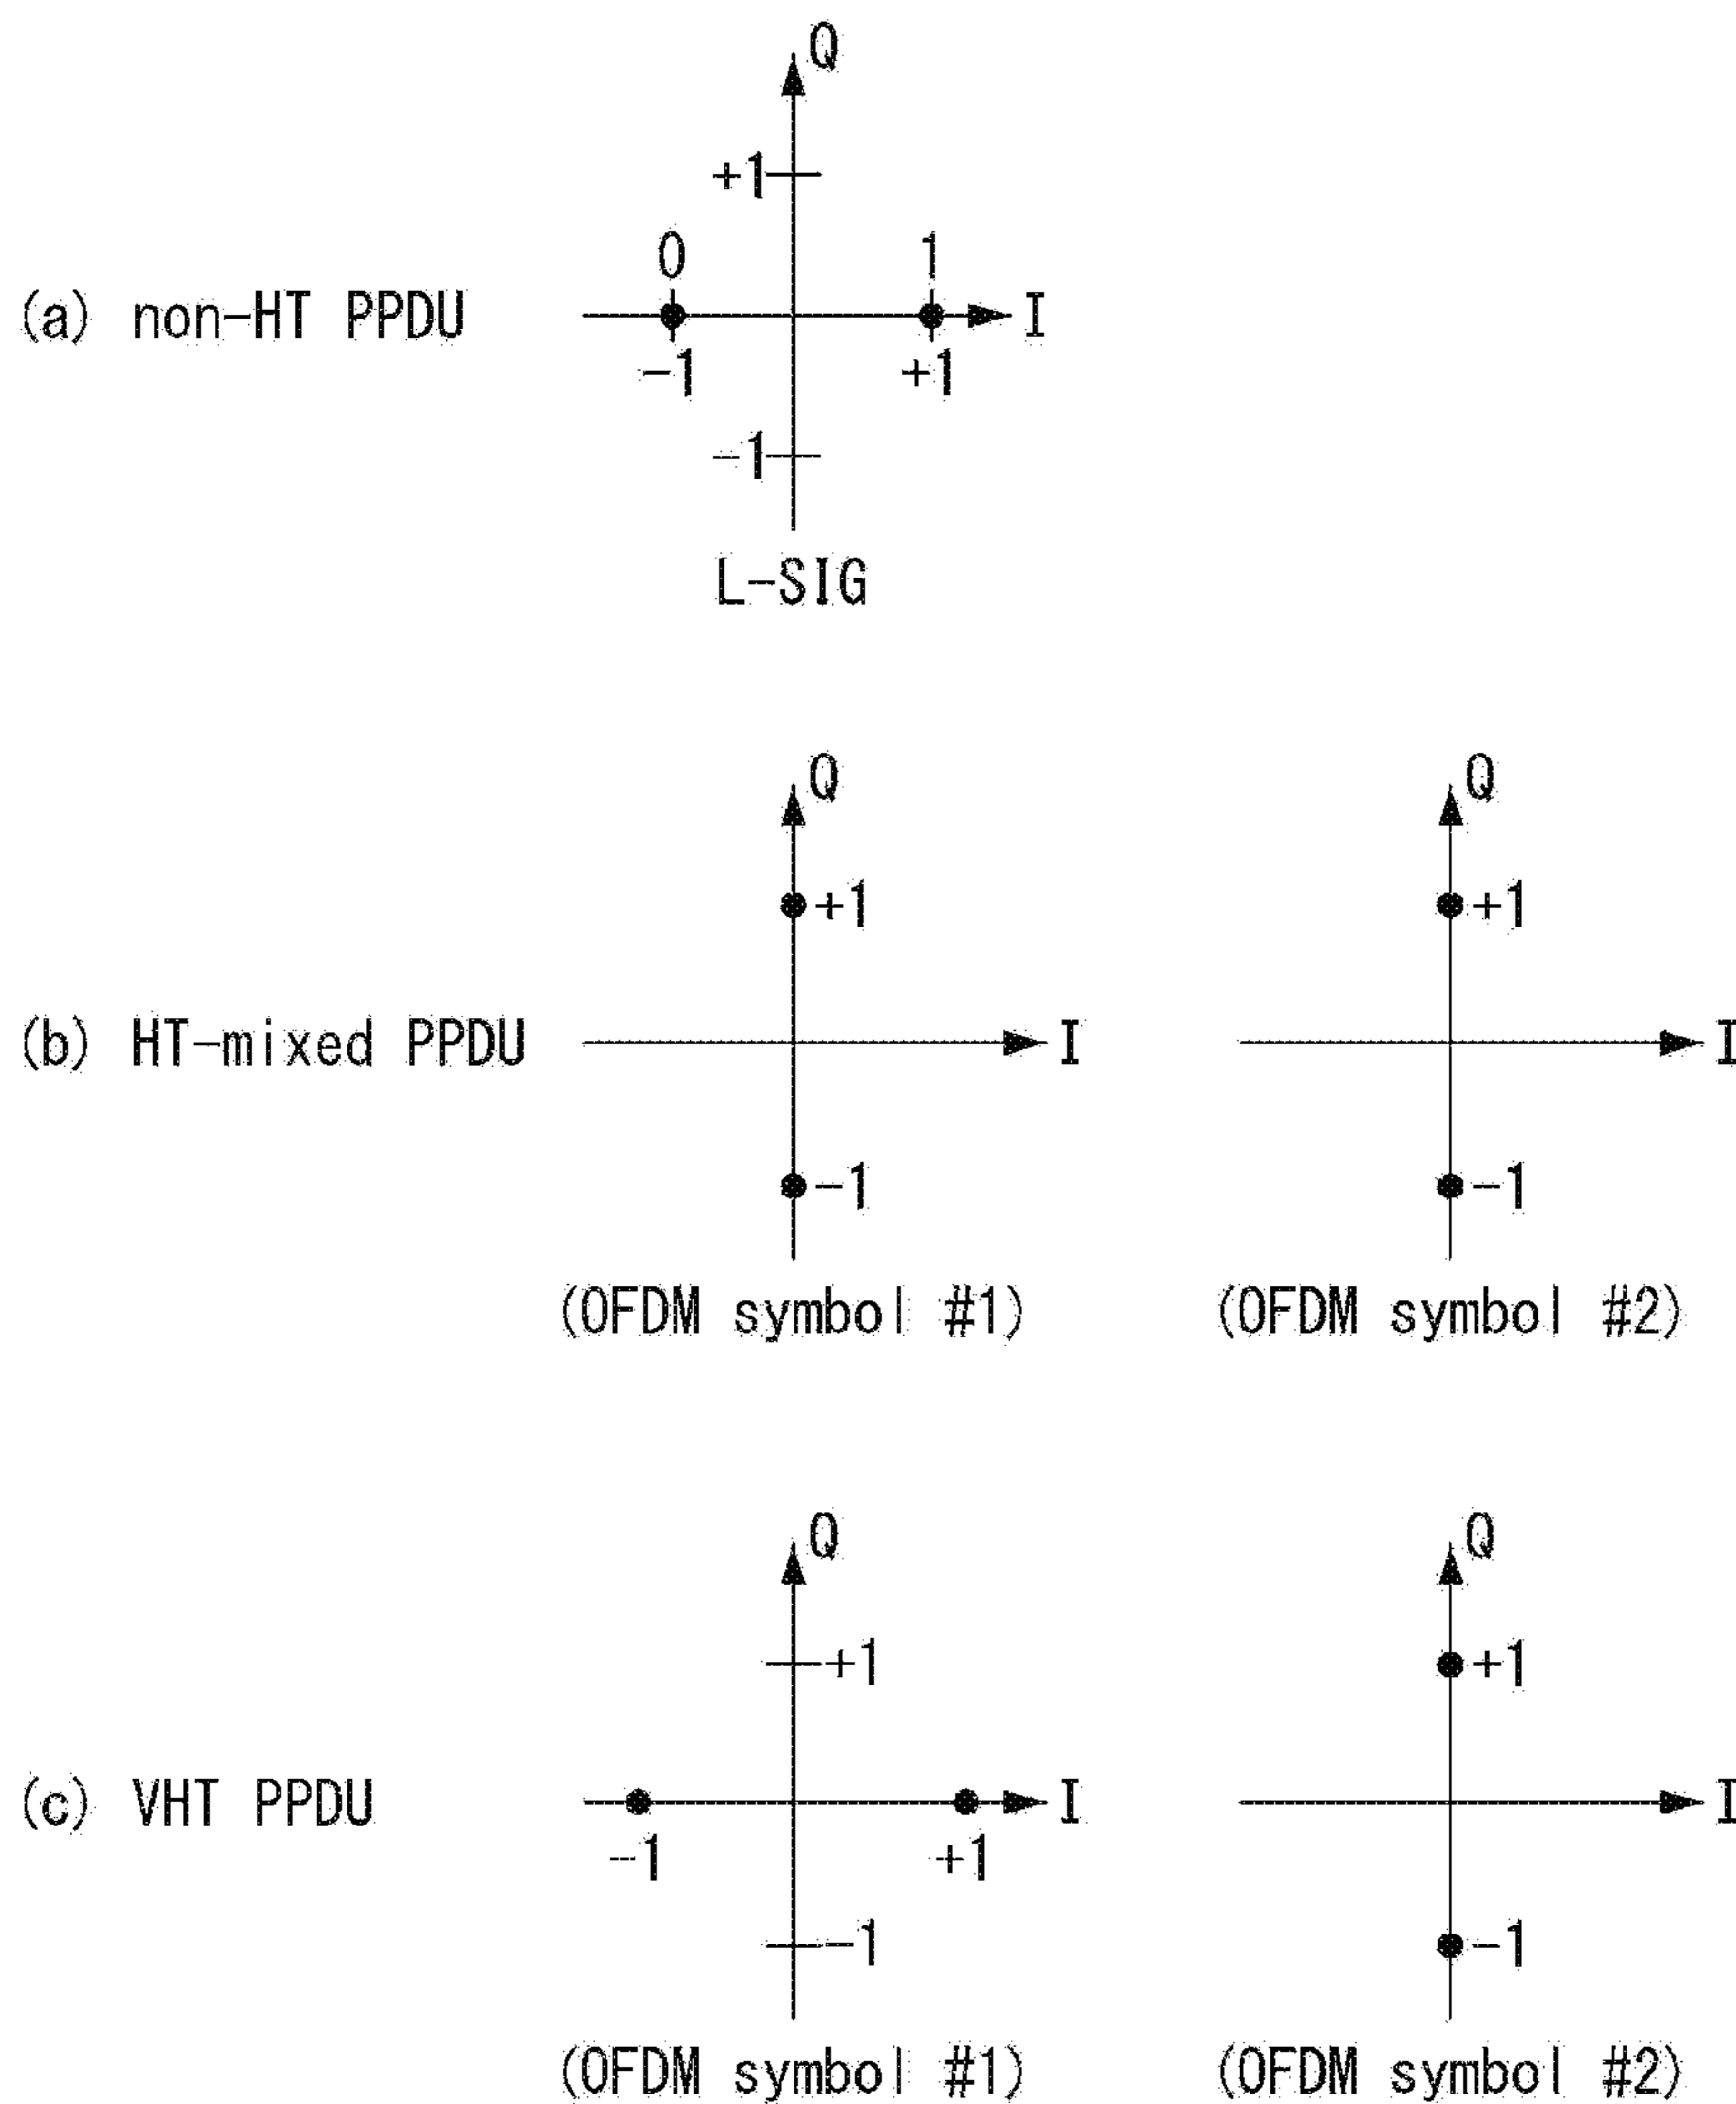 Q
+1
0 1
(a) non-HT PPDU I
-1 +1
-1
L-SIG
Q Q
+1 +1
(b) HT-mixed PPDU I I
-1 -1
(OFDM symbol #1) (OFDM symbol #2)
Q Q
+1 +1
(c) VHT PPDU I I
-1 +1
-1 -1
(OFDM symbol #1) (OFDM symbol #2)